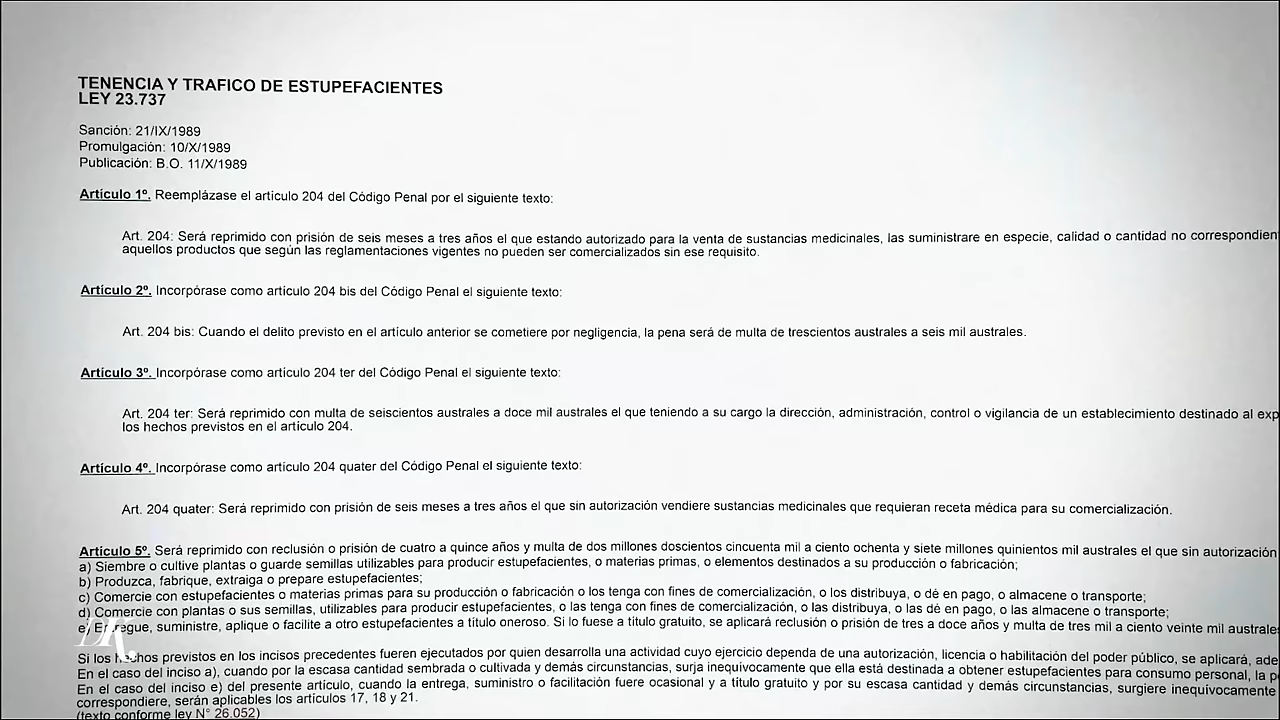 TENENCIA Y TRAFICO DE ESTUPEFACIENTES
LEY 23.737
Sanción: 21/IX/1989
Promulgación: 10/X/1989
Publicación: B.O. 11/X/1989
Artículo 1º. Reemplázase el artículo 204 del Código Penal por el siguiente texto:
Art. 204: Será reprimido con prisión de seis meses a tres años el que estando autorizado para la venta de sustancias medicinales, las suministrare en especie, calidad o cantidad no correspondien
aquellos productos que según las reglamentaciones vigentes no pueden ser comercializados sin ese requisito.
Artículo 2º. Incorpórase como artículo 204 bis del Código Penal el siguiente texto:
Art. 204 bis: Cuando el delito previsto en el artículo anterior se cometiere por negligencia, la pena será de multa de trescientos australes a seis mil australes.
Artículo 3º. Incorpórase como artículo 204 ter del Código Penal el siguiente texto:
Art. 204 ter: Será reprimido con multa de seiscientos australes a doce mil australes el que teniendo a su cargo la dirección, administración, control o vigilancia de un establecimiento destinado al exp
los hechos previstos en el artículo 204.
Artículo 4º. Incorpórase como artículo 204 quater del Código Penal el siguiente texto:
Art. 204 quater: Será reprimido con prisión de seis meses a tres años el que sin autorización vendiere sustancias medicinales que requieran receta médica para su comercialización.
Artículo 5º. Será reprimido con reclusión o prisión de cuatro a quince años y multa de dos millones doscientos cincuenta mil a ciento ochenta y siete millones quinientos mil australes el que sin autorización
a) Siembre o cultive plantas o guarde semillas utilizables para producir estupefacientes, o materias primas, o elementos destinados a su producción o fabricación;
b) Produzca, fabrique, extraiga o prepare estupefacientes;
c) Comercie con estupefacientes o materias primas para su producción o fabricación o los tenga con fines de comercialización, o los distribuya, o dé en pago, o almacene o transporte;
d) Comercie con plantas o sus semillas, utilizables para producir estupefacientes, o las tenga con fines de comercialización, o las distribuya, o las dé en pago, o las almacene o transporte;
e) Entregue, suministre, aplique o facilite a otro estupefacientes a título oneroso. Si lo fuese a título gratuito, se aplicará reclusión o prisión de tres a doce años y multa de tres mil a ciento veinte mil australe
DK.
Si los hechos previstos en los incisos precedentes fueren ejecutados por quien desarrolla una actividad cuyo ejercicio dependa de una autorización, licencia o habilitación del poder público, se aplicará, ade
En el caso del inciso a), cuando por la escasa cantidad sembrada o cultivada y demás circunstancias, surja inequívocamente que ella está destinada a obtener estupefacientes para consumo personal, la p
En el caso del inciso e) del presente artículo, cuando la entrega, suministro o facilitación fuere ocasional y a título gratuito y por su escasa cantidad y demás circunstancias, surgiere inequívocamente
correspondiere, serán aplicables los artículos 17, 18 y 21.
(texto conforme ley N° 26.052)